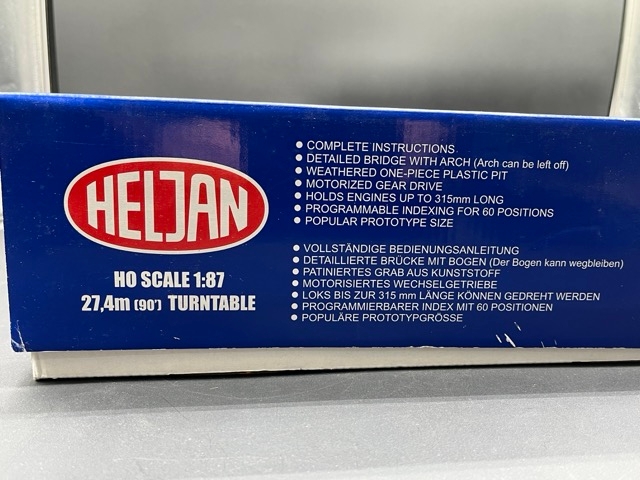 HELJAN
HO SCALE 1:87
27,4m (90') TURNTABLE
● COMPLETE INSTRUCTIONS
● DETAILED BRIDGE WITH ARCH (Arch can be left off)
● WEATHERED ONE-PIECE PLASTIC PIT
● MOTORIZED GEAR DRIVE
● HOLDS ENGINES UP TO 315mm LONG
● PROGRAMMABLE INDEXING FOR 60 POSITIONS
● POPULAR PROTOTYPE SIZE
● VOLLSTÄNDIGE BEDIENUNGSANLEITUNG
● DETAILLIERTE BRÜCKE MIT BOGEN (Der Bogen kann wegbleiben)
● PATINIERTES GRAB AUS KUNSTSTOFF
● MOTORISIERTES WECHSELGETRIEBE
● LOKS BIS ZUR 315 mm LÄNGE KÖNNEN GEDREHT WERDEN
● PROGRAMMIERBARER INDEX MIT 60 POSITIONEN
● POPULÄRE PROTOTYPGRÖSSE